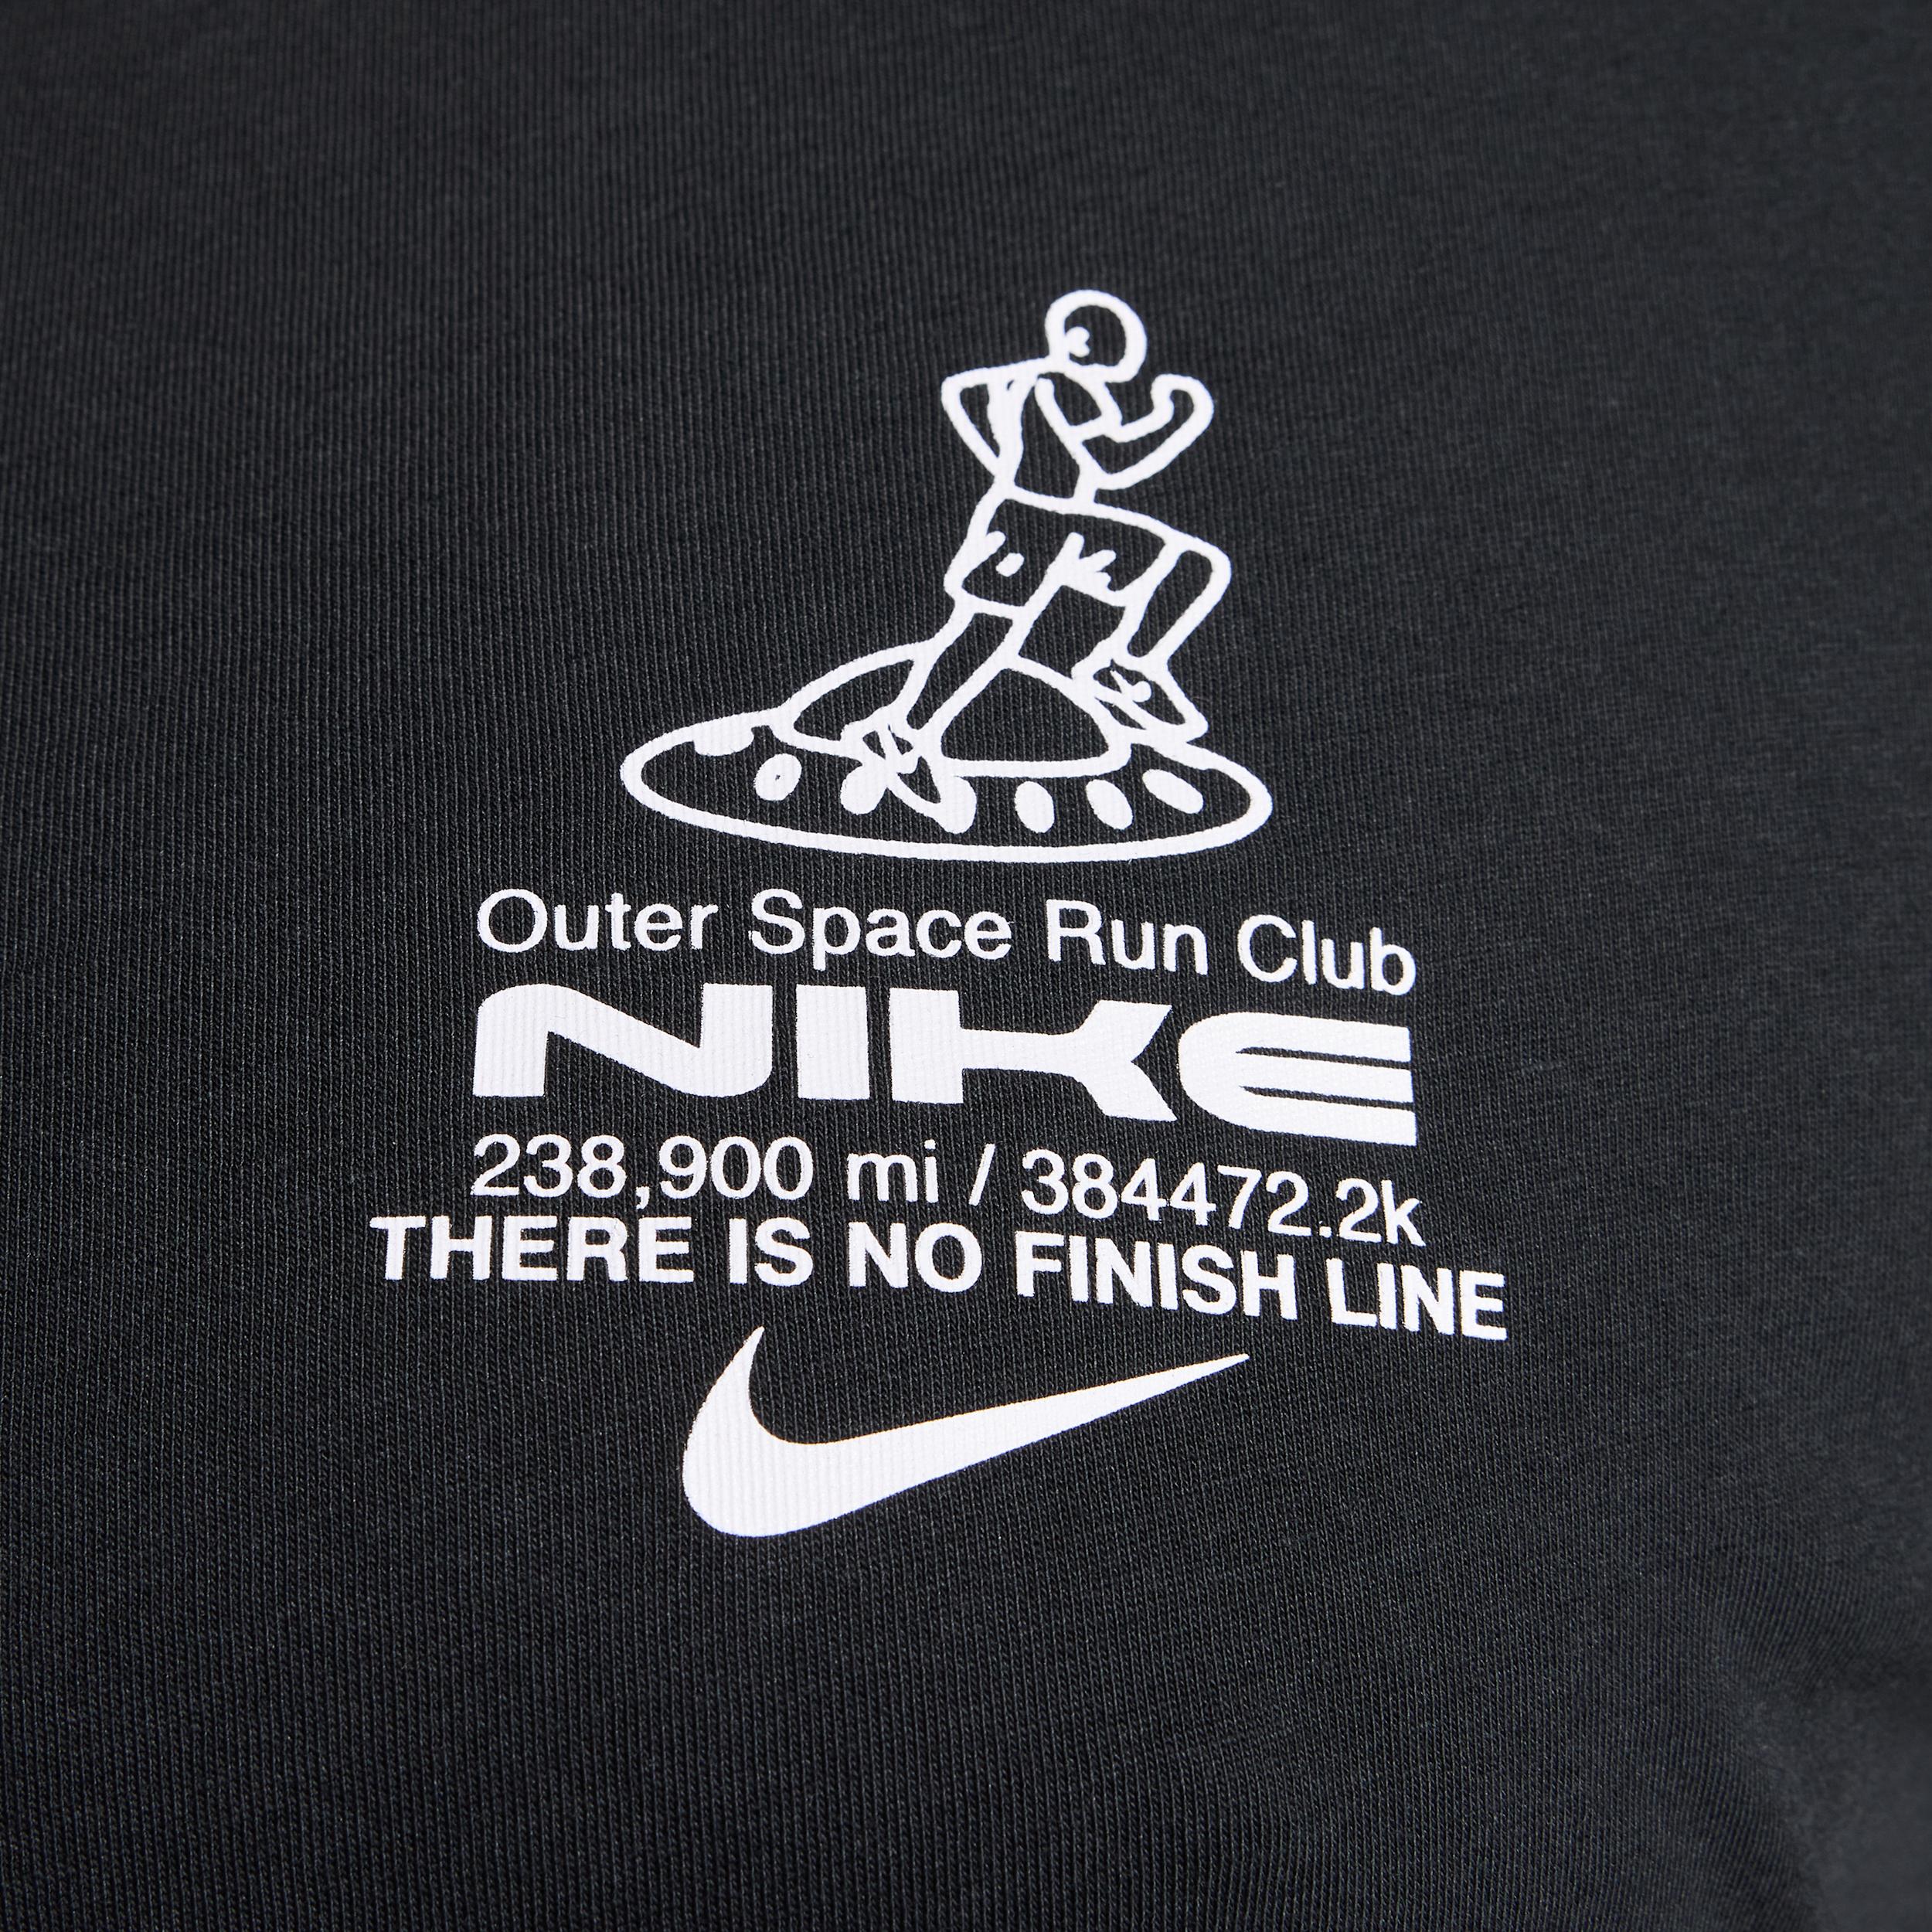 Outer Space Run Club
NIKE
238,900 mi / 384472.2k
THERE IS NO FINISH LINE